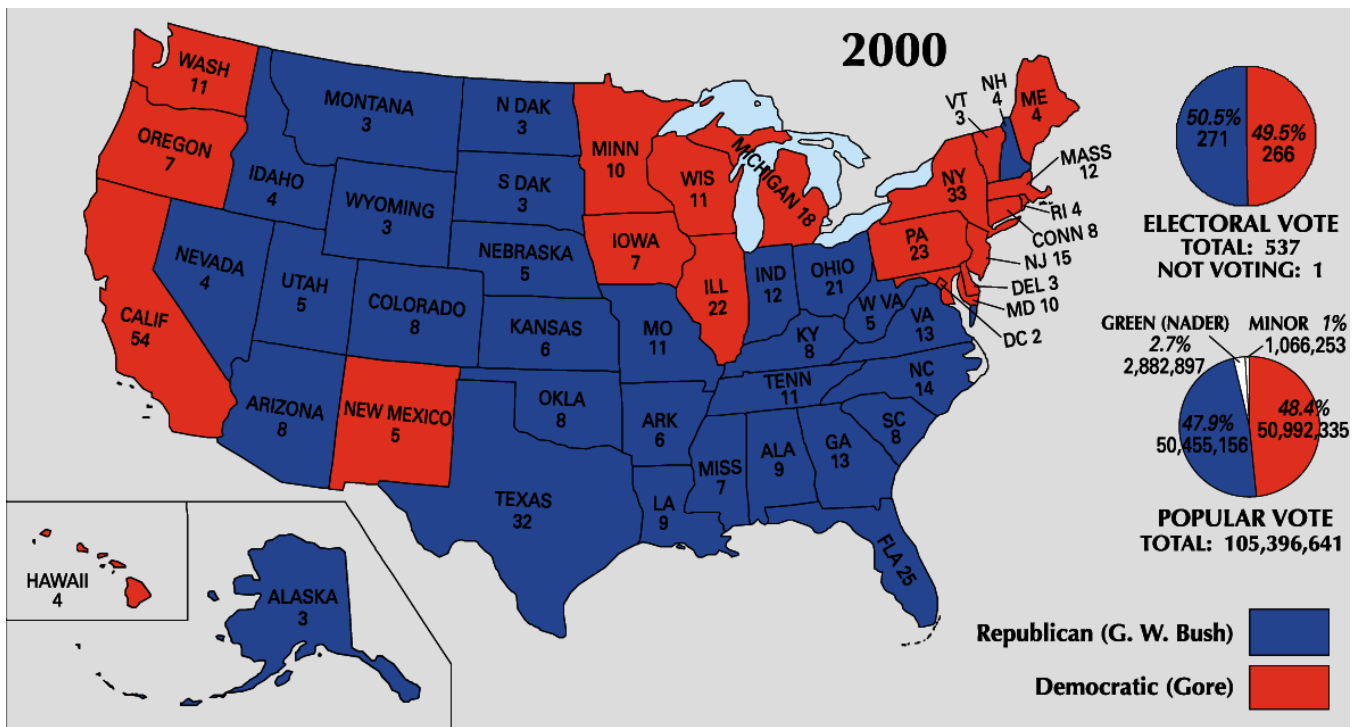 2000
WASH
11
OREGON
7
CALIF
54
IDAHO
4
NEVADA
4
MONTANA
3
WYOMING
3
UTAH
5
ARIZONA
8
COLORADO
8
NEW MEXICO
5
N DAK
3
S DAK
3
NEBRASKA
5
KANSAS
6
OKLA
8
TEXAS
32
MINN
10
IOWA
7
MO
11
ARK
6
LA
9
WIS
11
ILL
22
MICHIGAN 18
IND
12
OHIO
21
KY
8
TENN
11
MISS
7
ALA
9
GA
13
FLA 25
SC
8
NC
14
VA
13
W VA
5
PA
23
NY
33
VT
3
NH
4
ME
4
MASS
12
RI 4
CONN 8
NJ 15
DEL 3
MD 10
DC 2
HAWAII
4
ALASKA
3
50.5%
271
49.5%
266
ELECTORAL VOTE
TOTAL: 537
NOT VOTING: 1
GREEN (NADER)
2.7%
2,882,897
MINOR 1%
1,066,253
47.9%
50,455,156
48.4%
50,992,335
POPULAR VOTE
TOTAL: 105,396,641
Republican (G. W. Bush)
Democratic (Gore)